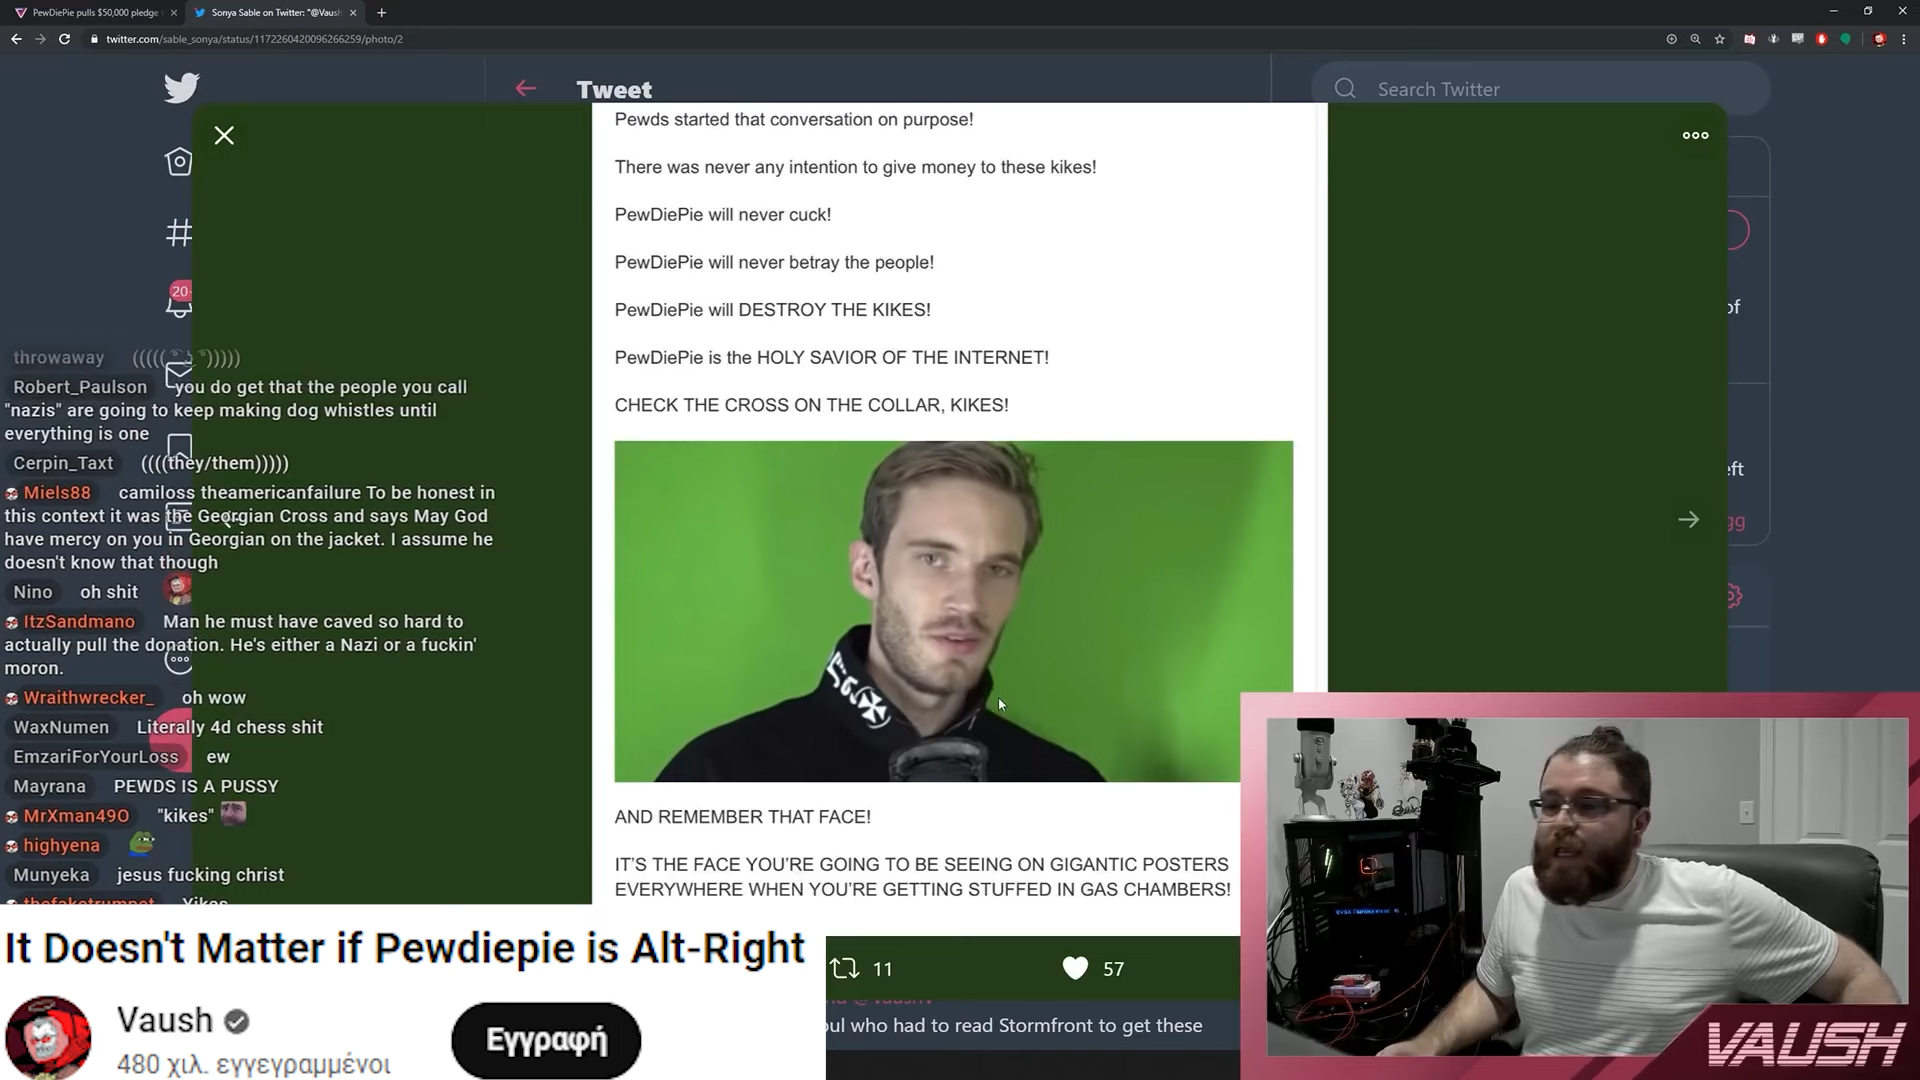 PewDiePie pulls $50,000 pledge
Sonya Sable on Twitter: "@Vaush
twitter.com/sable_sonya/status/1172260420096266259/photo/2
Tweet
Search Twitter
Pewds started that conversation on purpose!
There was never any intention to give money to these kikes!
PewDiePie will never cuck!
PewDiePie will never betray the people!
PewDiePie will DESTROY THE KIKES!
PewDiePie is the HOLY SAVIOR OF THE INTERNET!
CHECK THE CROSS ON THE COLLAR, KIKES!
AND REMEMBER THAT FACE!
IT'S THE FACE YOU'RE GOING TO BE SEEING ON GIGANTIC POSTERS
EVERYWHERE WHEN YOU'RE GETTING STUFFED IN GAS CHAMBERS!
20+
of
eft
gg
throwaway
Robert_Paulson you do get that the people you call
"nazis" are going to keep making dog whistles until
everything is one
Cerpin_Taxt ((((they/them)))))
Miels88 camiloss theamericanfailure To be honest in
this context it was the Georgian Cross and says May God
have mercy on you in Georgian on the jacket. I assume he
doesn't know that though
Nino oh shit
ItzSandmano Man he must have caved so hard to
actually pull the donation. He's either a Nazi or a fuckin'
moron.
Wraithwrecker_ oh wow
WaxNumen Literally 4d chess shit
EmzariForYourLoss ew
Mayrana PEWDS IS A PUSSY
MrXman49O "kikes"
highyena
Munyeka jesus fucking christ
thefaketrumpet Yikes
11
57
oul who had to read Stormfront to get these
It Doesn't Matter if Pewdiepie is Alt-Right
Vaush
480 χιλ. εγγεγραμμένοι
Εγγραφή
VAUSH